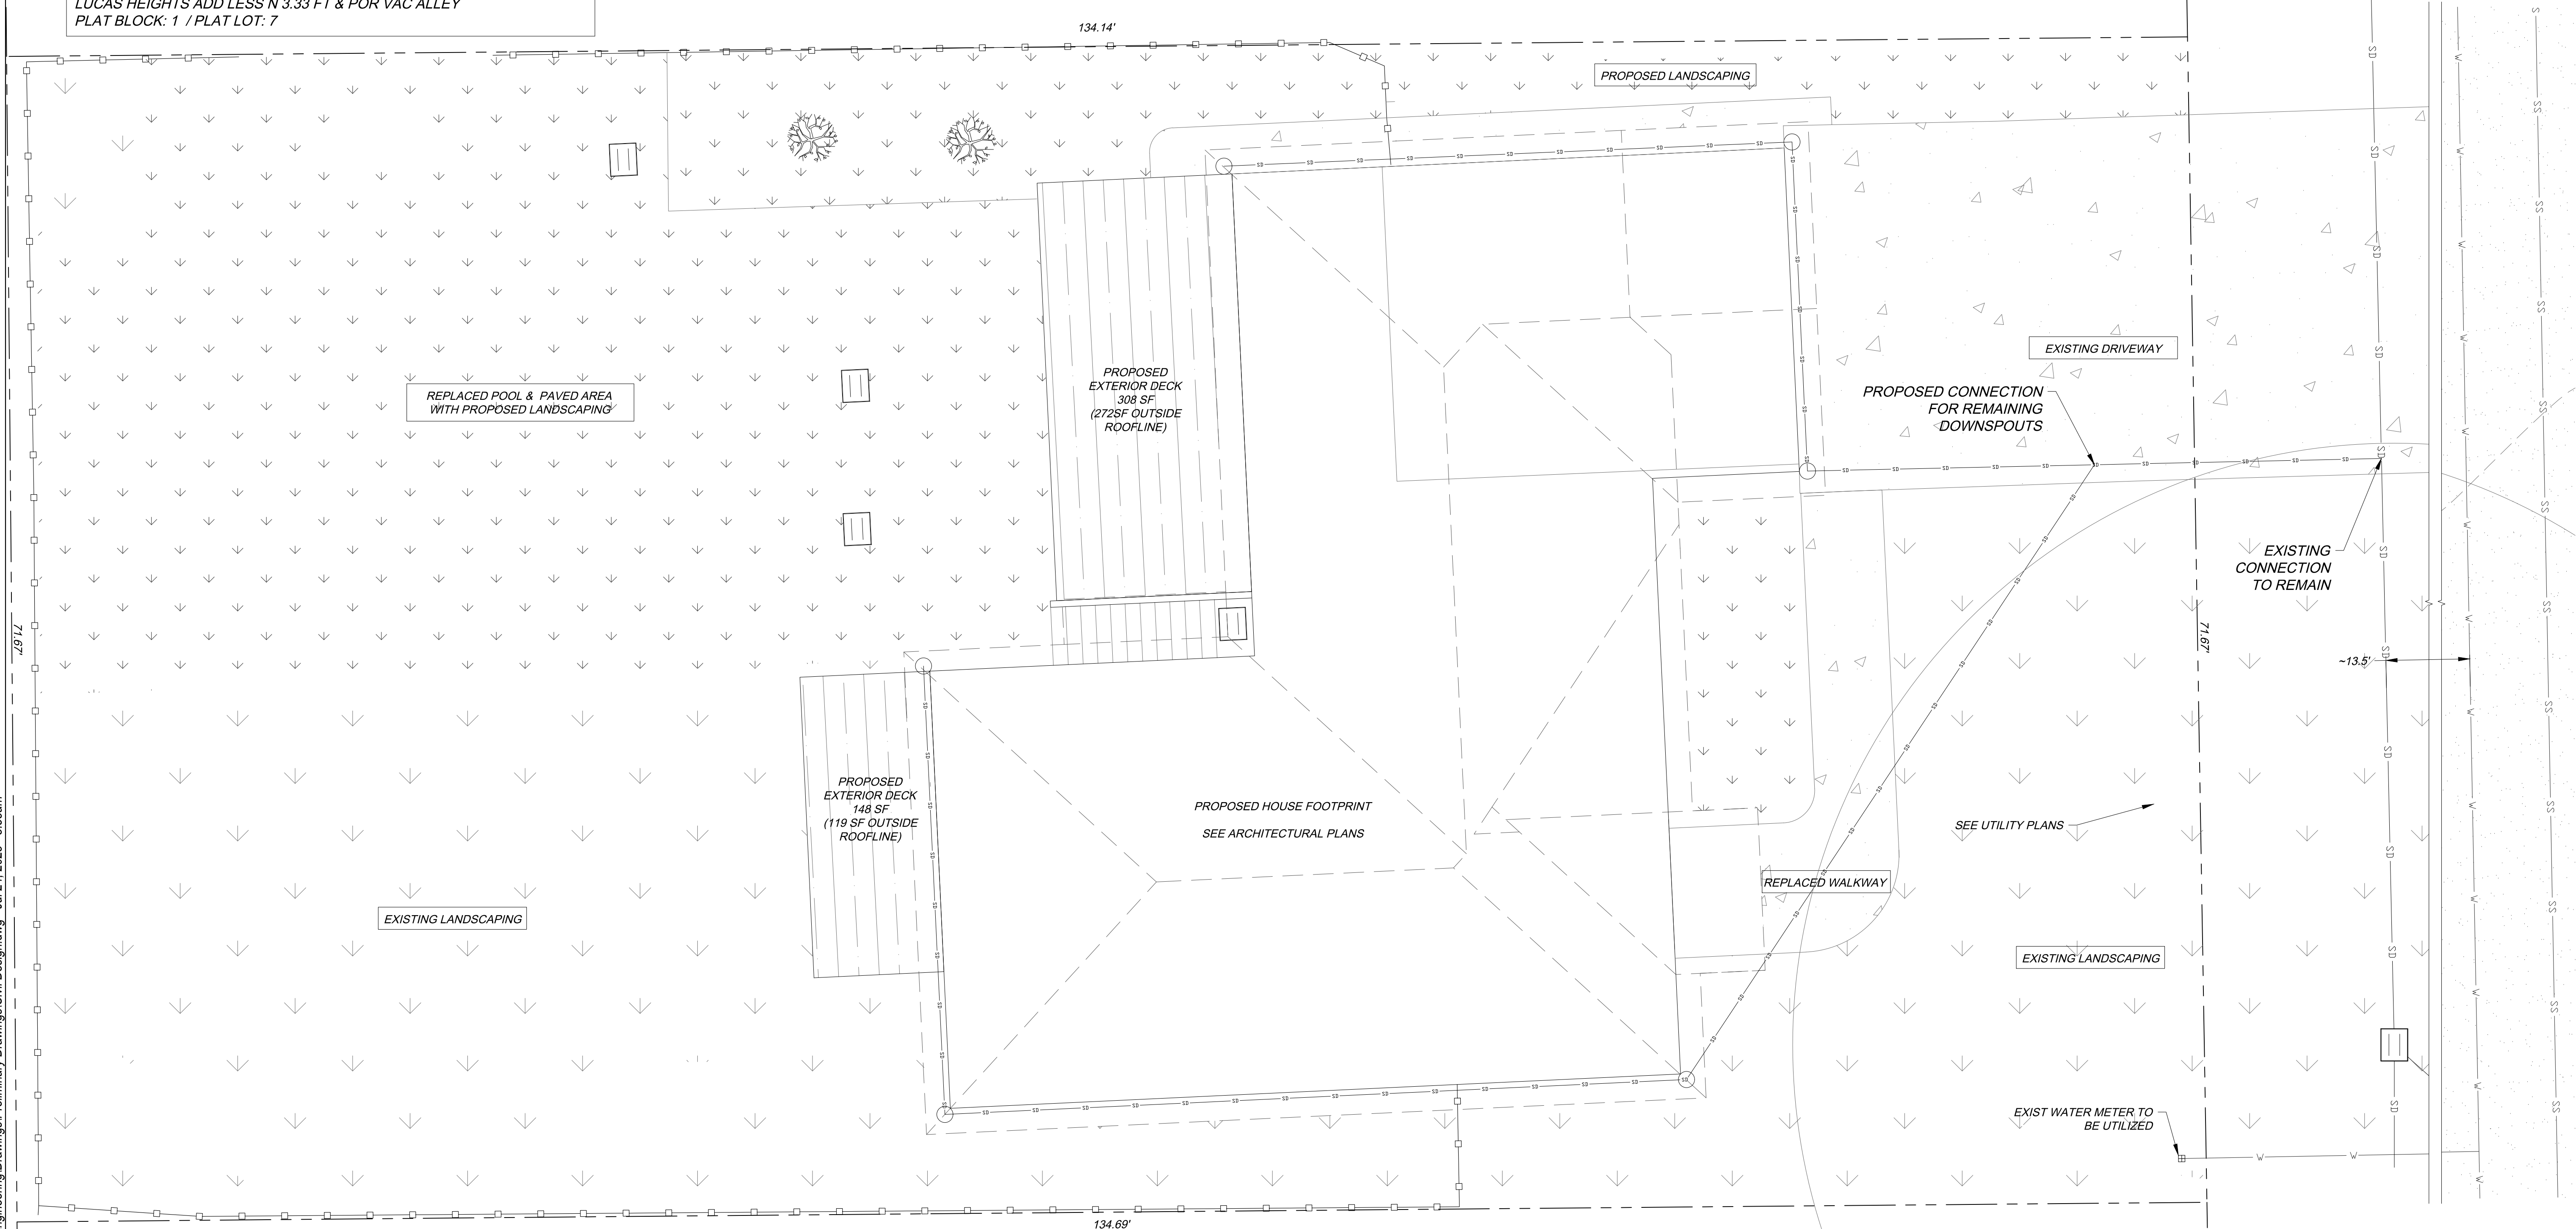 LUCAS HEIGHTS ADD LESS N 3.33 FT & POR VAC ALLEY
PLAT BLOCK: 1 / PLAT LOT: 7
134.14'
PROPOSED LANDSCAPING
EXISTING DRIVEWAY
PROPOSED CONNECTION
FOR REMAINING
DOWNSPOUTS
PROPOSED
EXTERIOR DECK
308 SF
(272SF OUTSIDE
ROOFLINE)
REPLACED POOL & PAVED AREA
WITH PROPOSED LANDSCAPING
EXISTING
CONNECTION
TO REMAIN
71.67'
71.67'
~13.5'
PROPOSED
EXTERIOR DECK
148 SF
(119 SF OUTSIDE
ROOFLINE)
PROPOSED HOUSE FOOTPRINT
SEE ARCHITECTURAL PLANS
SEE UTILITY PLANS
REPLACED WALKWAY
EXISTING LANDSCAPING
EXISTING LANDSCAPING
EXIST WATER METER TO
BE UTILIZED
134.69'
SD
W
SS